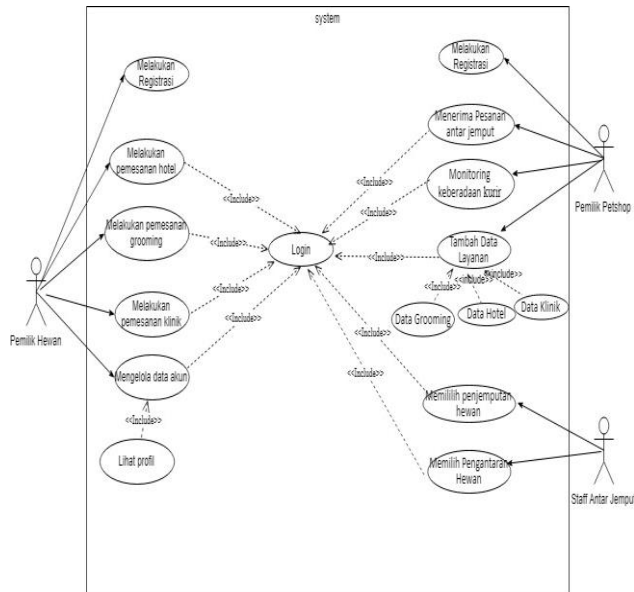 system
Melakukan
Registrasi
Melakukan
Registrasi
Menerima Pesanan
antar jemput
Melakukan
pemesanan hotel
Monitoring
keberadaan kurir
Pemilik Petshop
<<Include>>
<<Include>>
<<Include>>
Melakukan pemesanan
grooming
<<Include>>
Login
<<Include>>
Tambah Data
Layanan
<<Include>>
<<include>>
<<include>>
Data Grooming
Data Hotel
Data Klinik
<<Include>>
Melakukan
pemesanan klinik
<<Include>>
Pemilik Hewan
Mengelola data akun
<<Include>>
<<Include>>
<<Include>>
Lihat profil
Memililih penjemputan
hewan
Memilih Pengantaran
Hewan
Staff Antar Jemput